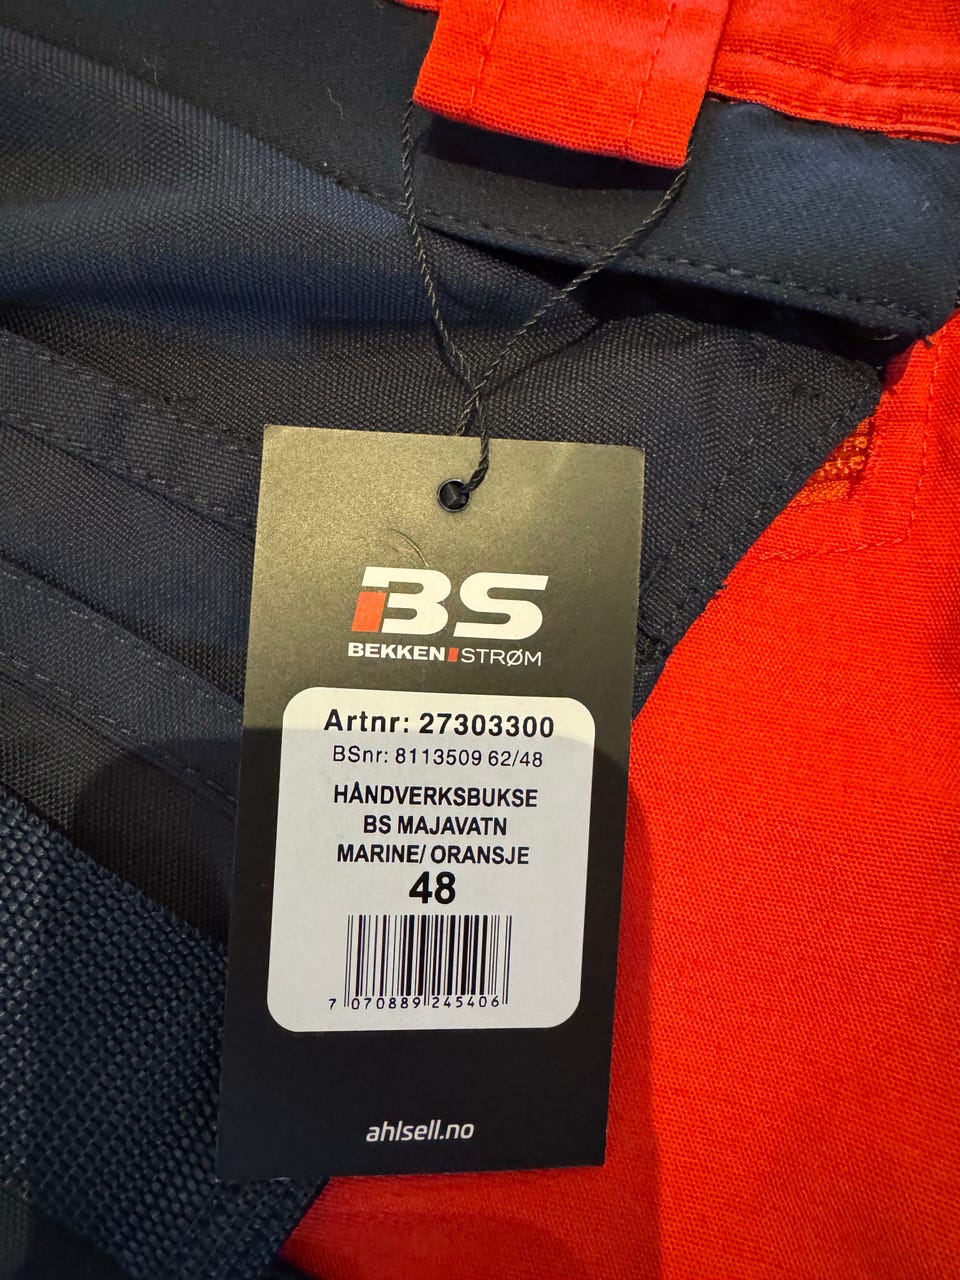 BS
BEKKEN STRØM
Artnr: 27303300
BSnr: 8113509 62/48
HÅNDVERKSBUKSE
BS MAJAVATN
MARINE/ ORANSJE
48
7 070889 245406
ahlsell.no